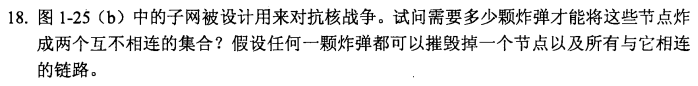 18. 图 1-25（b）中的子网被设计用来对抗核战争。试问需要多少颗炸弹才能将这些节点炸
成两个互不相连的集合？假设任何一颗炸弹都可以摧毁掉一个节点以及所有与它相连
的链路。